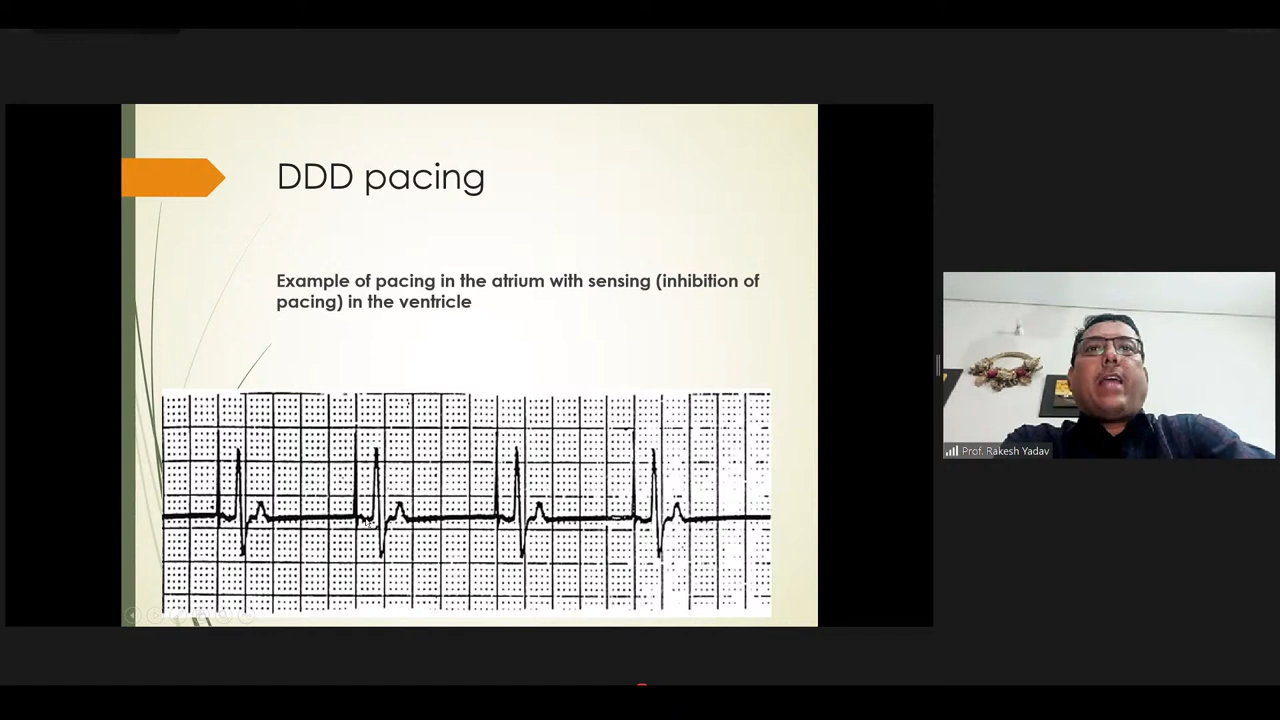 DDD pacing
Example of pacing in the atrium with sensing (inhibition of
pacing) in the ventricle
Prof. Rakesh Yadav